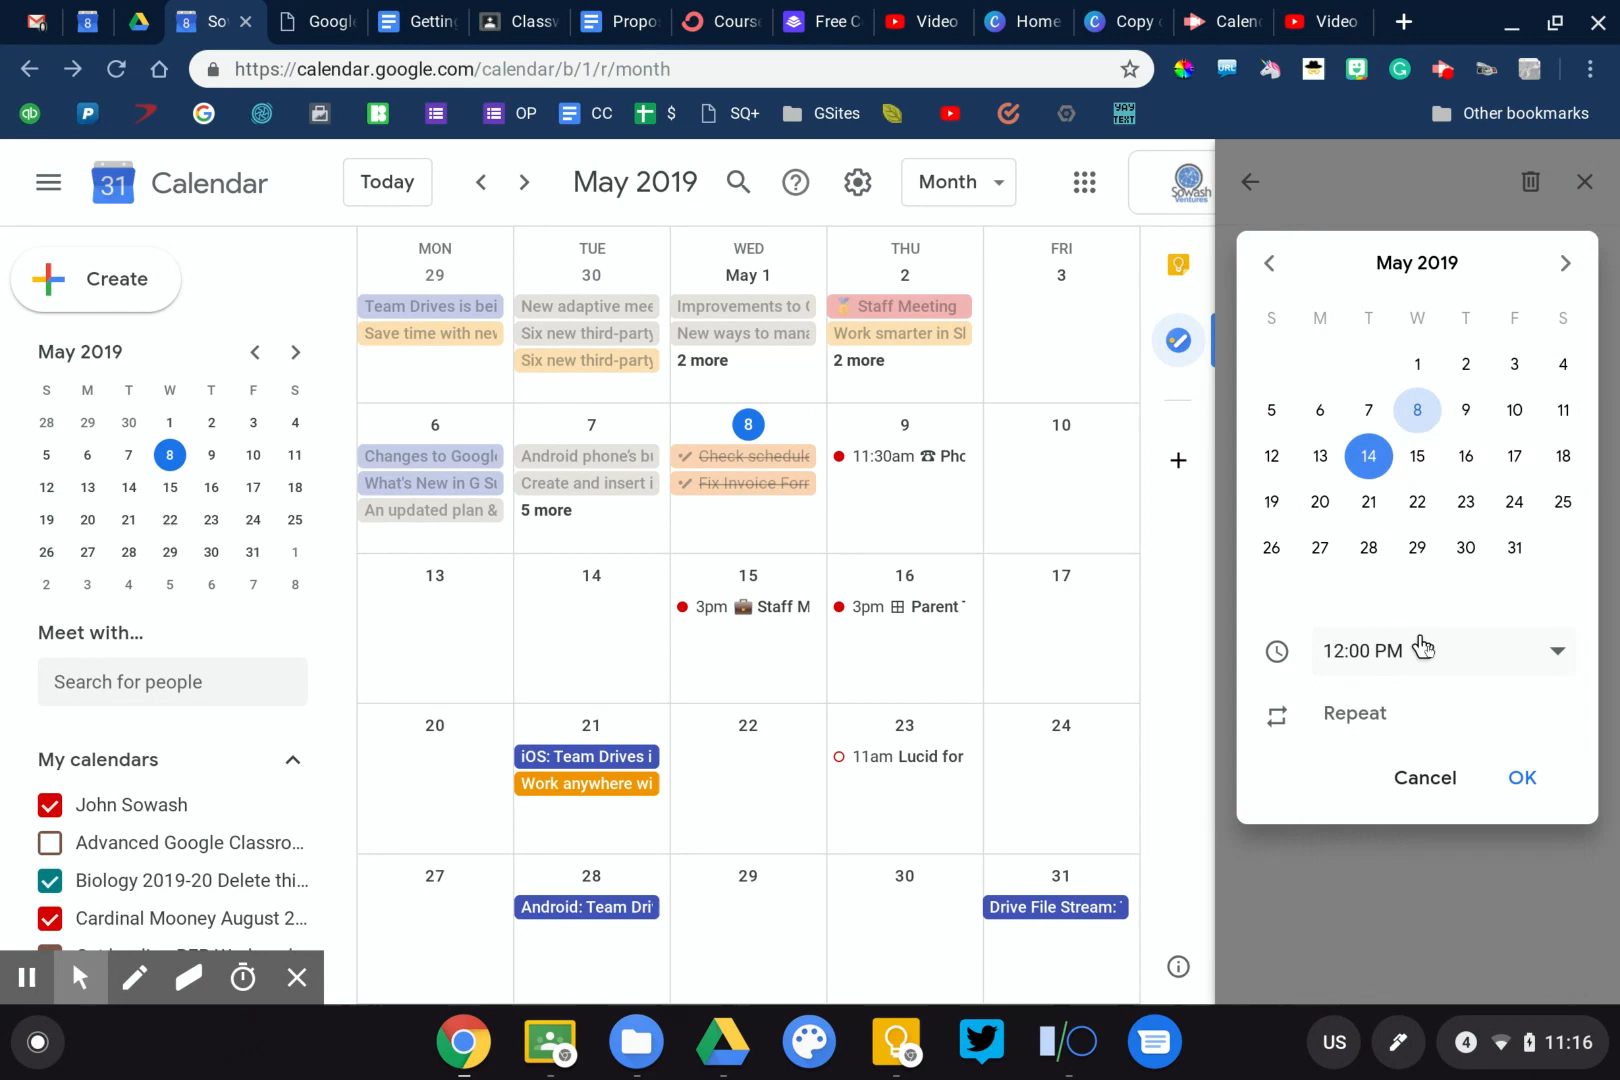 So
Google
Gettin
Classv
Propo
Cours
Free C
Video
Home
Copy
Calen
Video
https://calendar.google.com/calendar/b/1/r/month
OP
CC
$
SQ+
GSites
YAY
TEXT
Other bookmarks
31
Calendar
Today
May 2019
Month
Sowash
Ventures
Create
May 2019
S M T W T F S
28 29 30 1 2 3 4
5 6 7 8 9 10 11
12 13 14 15 16 17 18
19 20 21 22 23 24 25
26 27 28 29 30 31 1
2 3 4 5 6 7 8
Meet with...
Search for people
My calendars
John Sowash
Advanced Google Classro...
Biology 2019-20 Delete thi...
Cardinal Mooney August 2...
MON TUE WED THU FRI
29 30 May 1 2 3
Team Drives is bei
New adaptive mee
Improvements to
Staff Meeting
Save time with nev
Six new third-party
New ways to mana
Work smarter in Sl
Six new third-party
2 more
2 more
6 7 8 9 10
Changes to Google
Android phone's bu
Check schedule
11:30am ☎ Pho
What's New in G Su
Create and insert i
Fix Invoice Forr
An updated plan &
5 more
13 14 15 16 17
3pm 💼 Staff M
3pm Parent
20 21 22 23 24
iOS: Team Drives i
11am Lucid for
Work anywhere wi
27 28 29 30 31
Android: Team Dri
Drive File Stream:
May 2019
S M T W T F S
1 2 3 4
5 6 7 8 9 10 11
12 13 14 15 16 17 18
19 20 21 22 23 24 25
26 27 28 29 30 31
12:00 PM
Repeat
Cancel OK
US
4
11:16